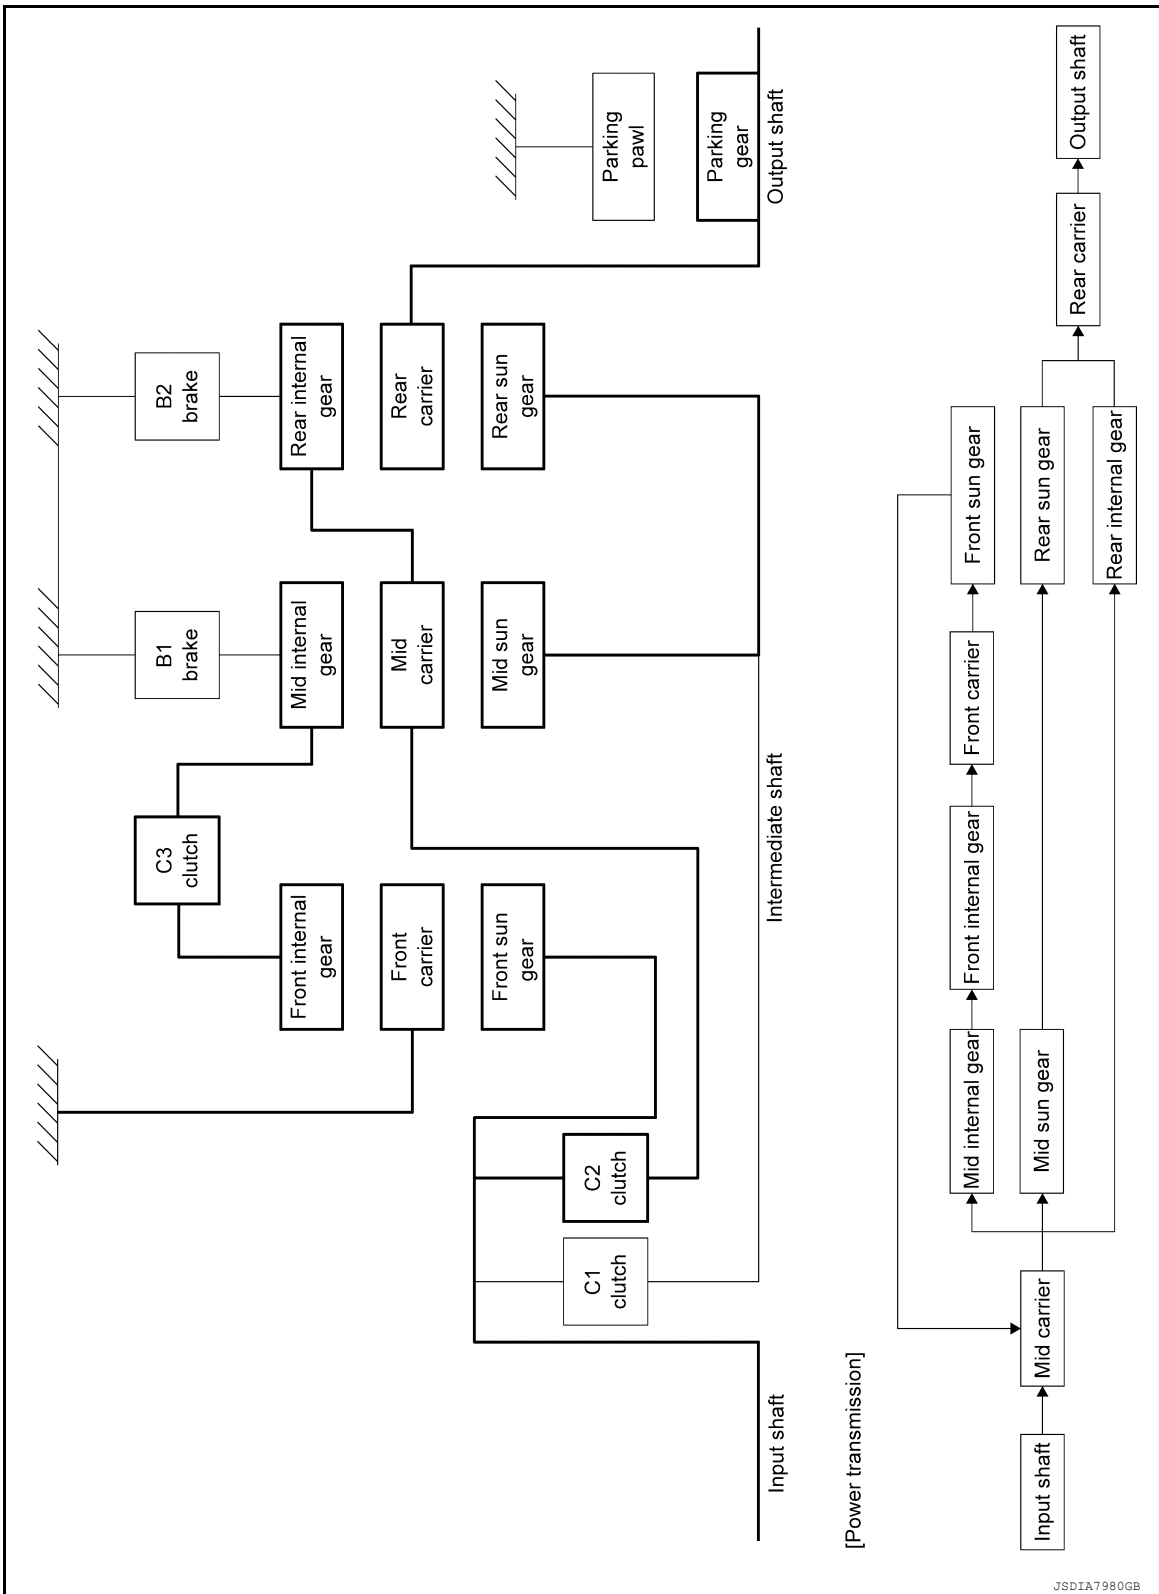 B1
brake
B2
brake
C3
clutch
Front internal
gear
Mid internal
gear
Rear internal
gear
Front
carrier
Mid
carrier
Rear
carrier
Front sun
gear
Mid sun
gear
Rear sun
gear
C1
clutch
C2
clutch
Parking
pawl
Parking
gear
Input shaft
Intermediate shaft
Output shaft
[Power transmission]
Front sun gear
Mid internal gear
Front internal gear
Front carrier
Input shaft
Mid carrier
Mid sun gear
Rear sun gear
Rear internal gear
Rear carrier
Output shaft
JSDIA7980GB